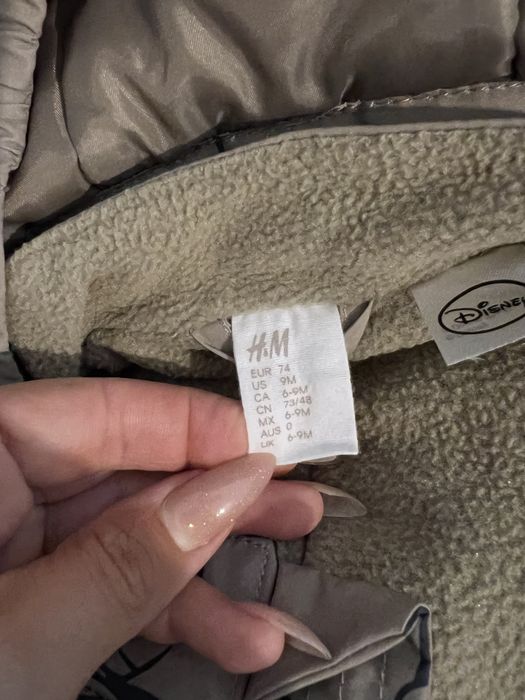 H&M
EUR 74
US 9M
CA 6-9M
CN 73/48
MX 6-9M
AUS 0
UK 6-9M
DISNEY